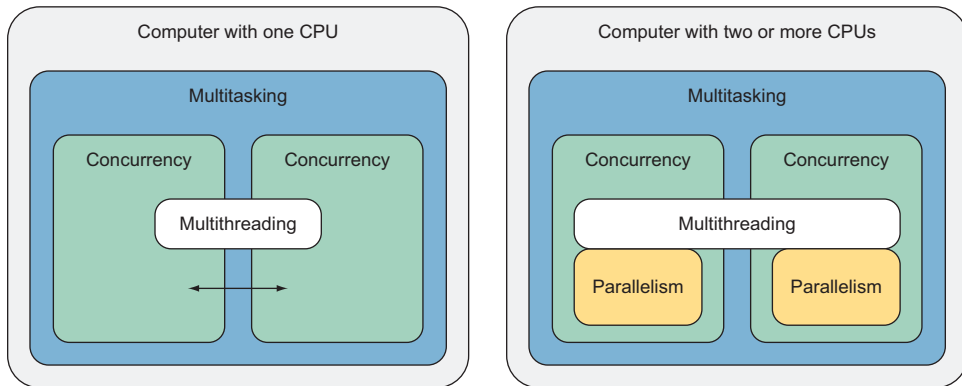 Computer with one CPU
Multitasking
Concurrency
Concurrency
Multithreading
Computer with two or more CPUs
Multitasking
Concurrency
Concurrency
Multithreading
Parallelism
Parallelism